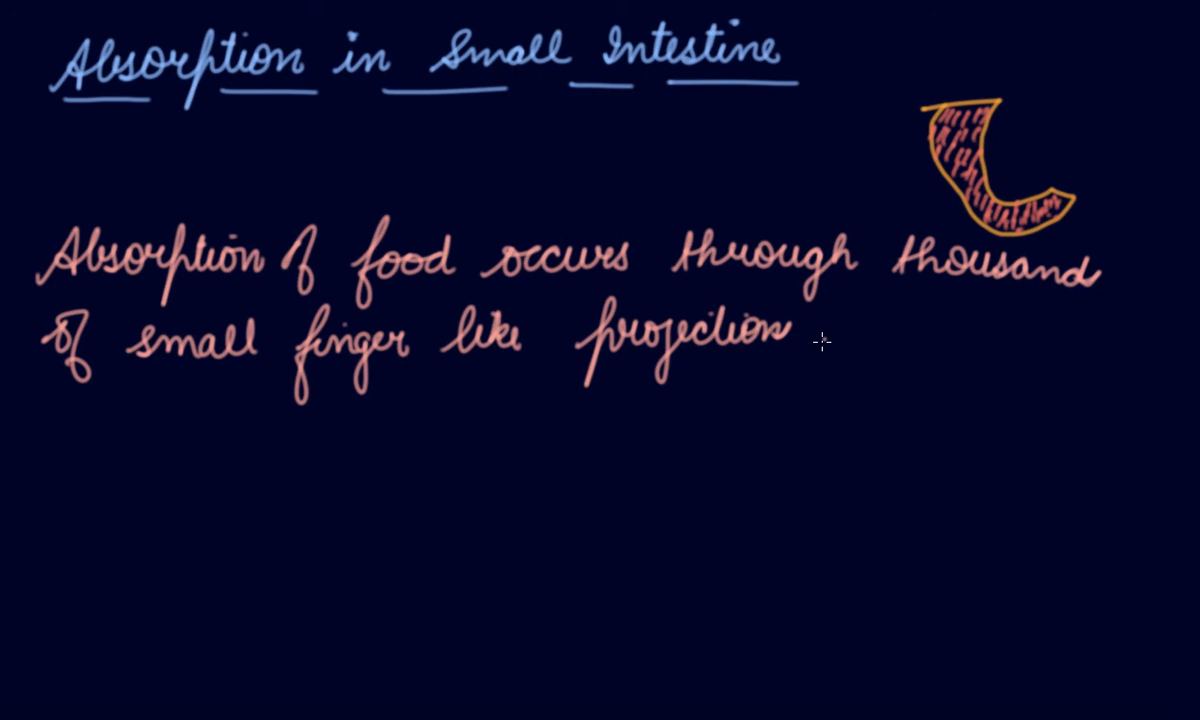 Absorption in Small Intestine
Absorption of food occurs through thousand
of small finger like projection